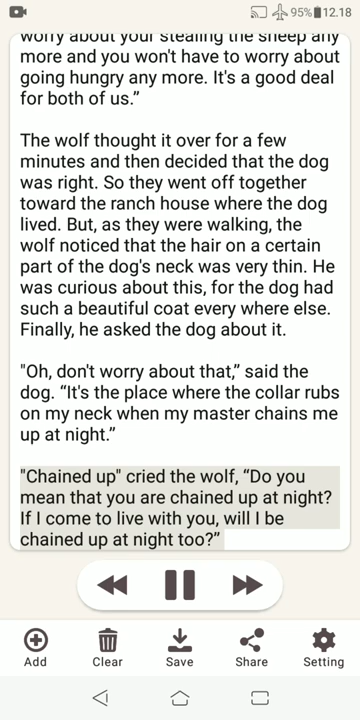 95% 12.18
worry about your stealing the sheep any
more and you won't have to worry about
going hungry any more. It's a good deal
for both of us.”
The wolf thought it over for a few
minutes and then decided that the dog
was right. So they went off together
toward the ranch house where the dog
lived. But, as they were walking, the
wolf noticed that the hair on a certain
part of the dog's neck was very thin. He
was curious about this, for the dog had
such a beautiful coat every where else.
Finally, he asked the dog about it.
"Oh, don't worry about that,” said the
dog. “It's the place where the collar rubs
on my neck when my master chains me
up at night.”
"Chained up" cried the wolf, “Do you
mean that you are chained up at night?
If I come to live with you, will I be
chained up at night too?”
Add Clear Save Share Setting